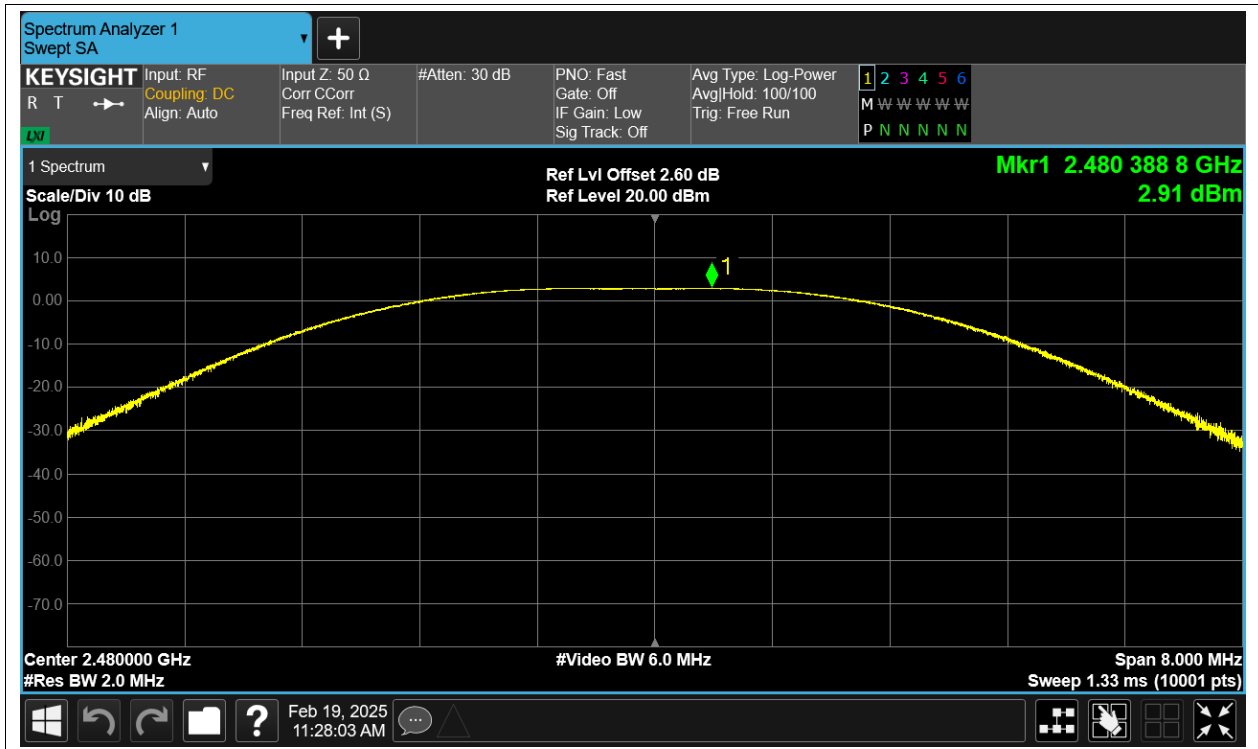 Spectrum Analyzer 1
Swept SA
KEYSIGHT
R T
LXI
Input: RF
Coupling: DC
Align: Auto
Input Z: 50 Ω
Corr CCorr
Freq Ref: Int (S)
#Atten: 30 dB
PNO: Fast
Gate: Off
IF Gain: Low
Sig Track: Off
Avg Type: Log-Power
Avg|Hold: 100/100
Trig: Free Run
1 2 3 4 5 6
M W W W W W
P N N N N N
1 Spectrum
Scale/Div 10 dB
Ref Lvl Offset 2.60 dB
Ref Level 20.00 dBm
Mkr1 2.480 388 8 GHz
2.91 dBm
Log
10.0
0.00
-10.0
-20.0
-30.0
-40.0
-50.0
-60.0
-70.0
1
Center 2.480000 GHz
#Res BW 2.0 MHz
#Video BW 6.0 MHz
Span 8.000 MHz
Sweep 1.33 ms (10001 pts)
?
Feb 19, 2025
11:28:03 AM